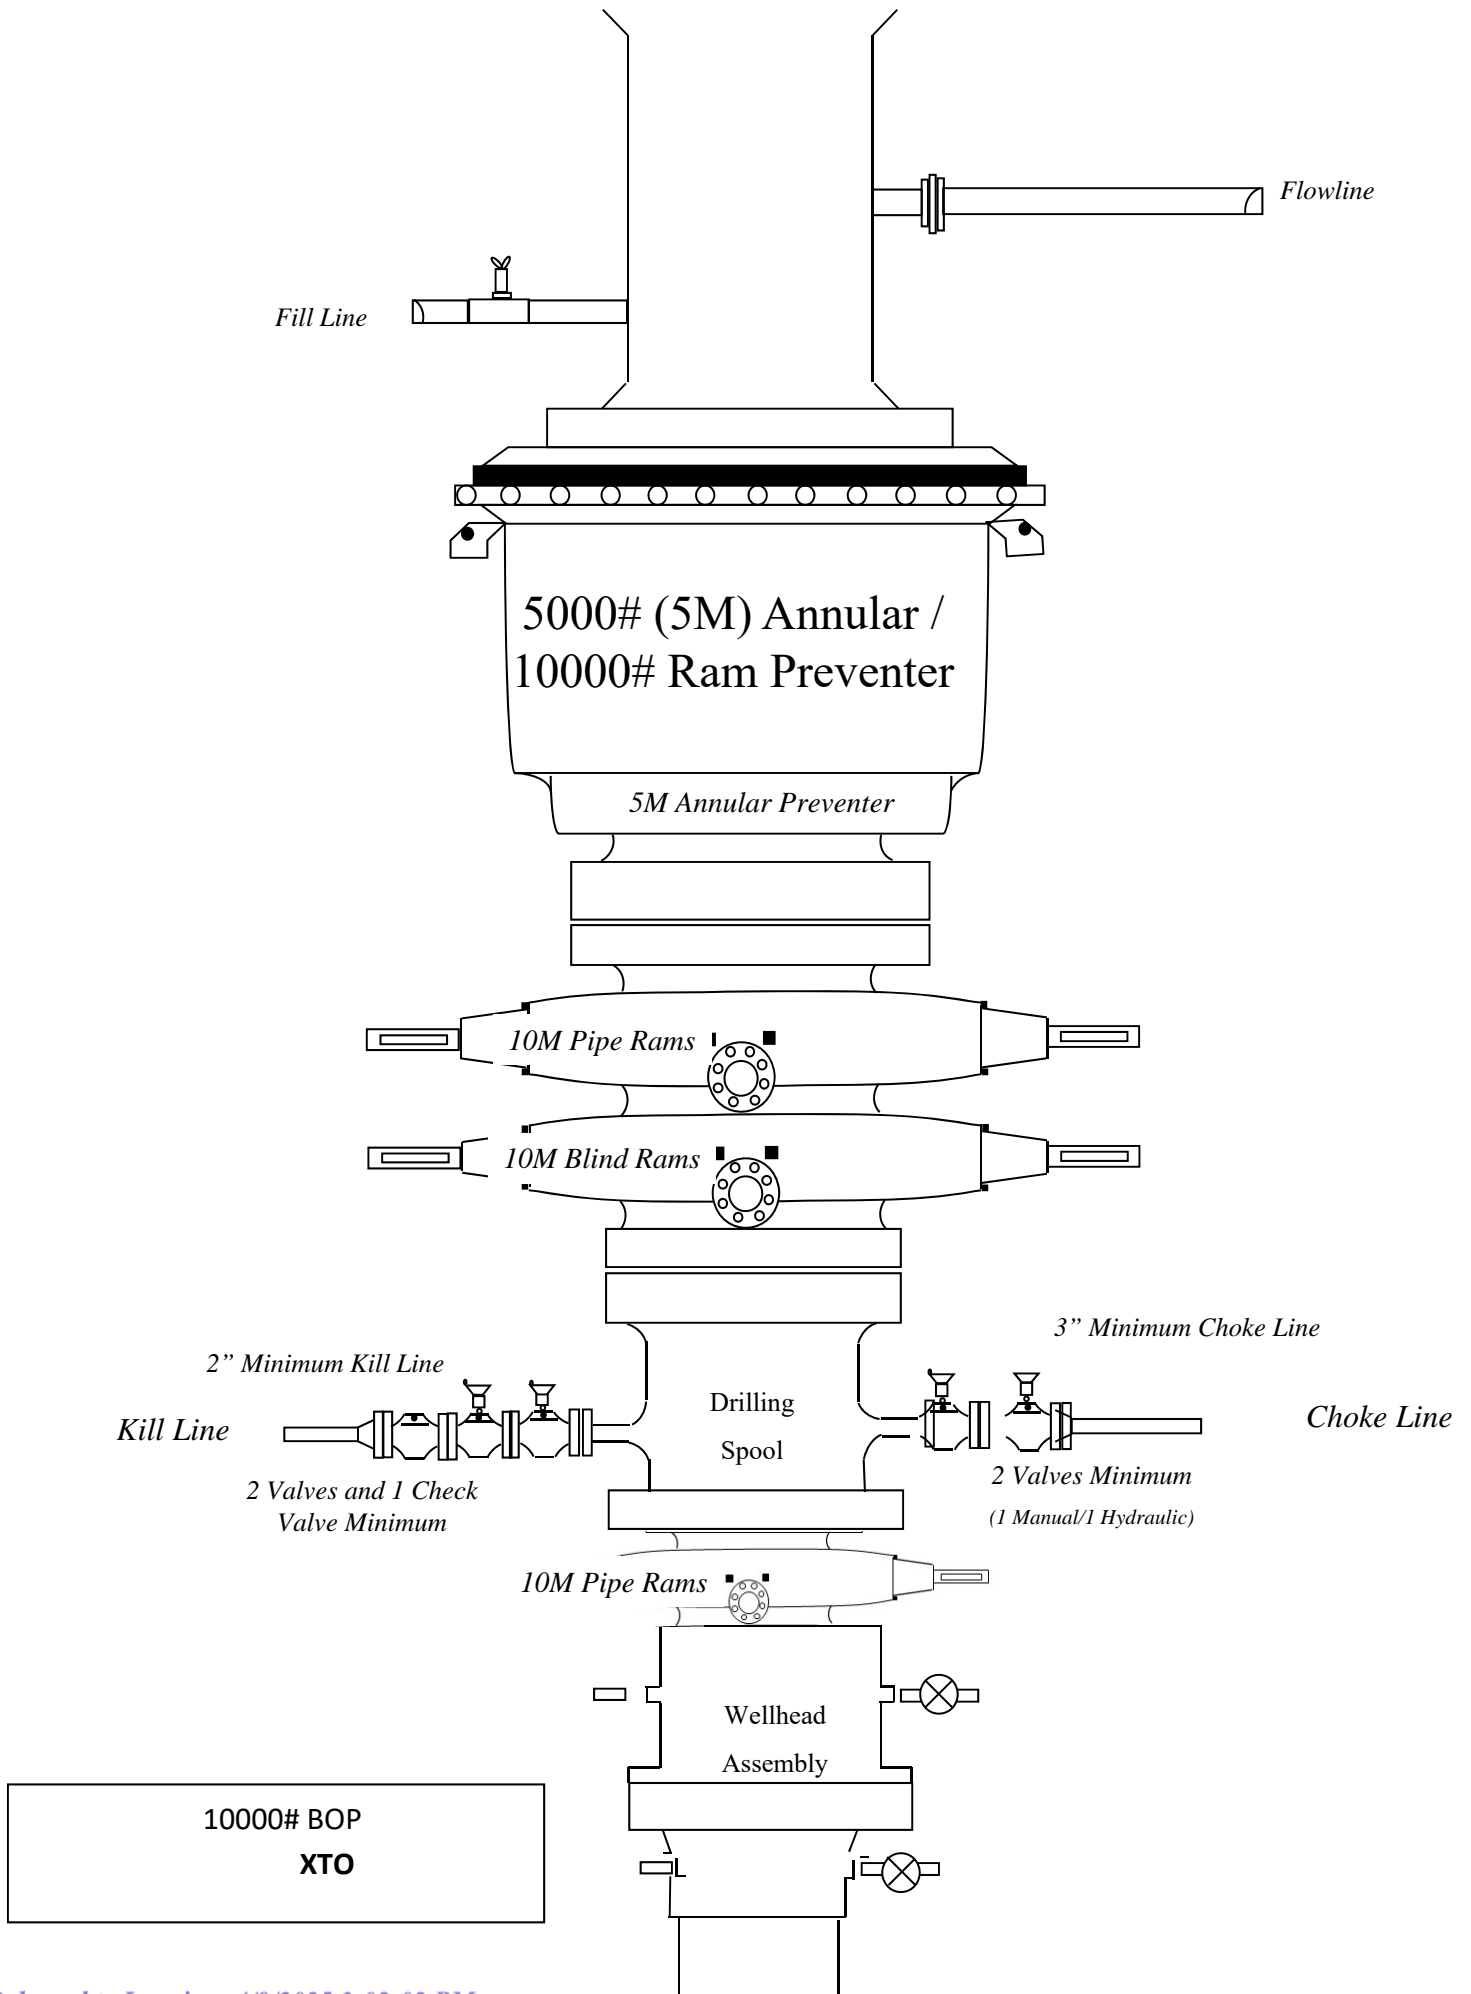 Flowline
Fill Line
5000# (5M) Annular /
10000# Ram Preventer
5M Annular Preventer
10M Pipe Rams
10M Blind Rams
3” Minimum Choke Line
2” Minimum Kill Line
Drilling
Spool
Kill Line
Choke Line
2 Valves and 1 Check
Valve Minimum
2 Valves Minimum
(1 Manual/1 Hydraulic)
10M Pipe Rams
Wellhead
Assembly
10000# BOP
XTO